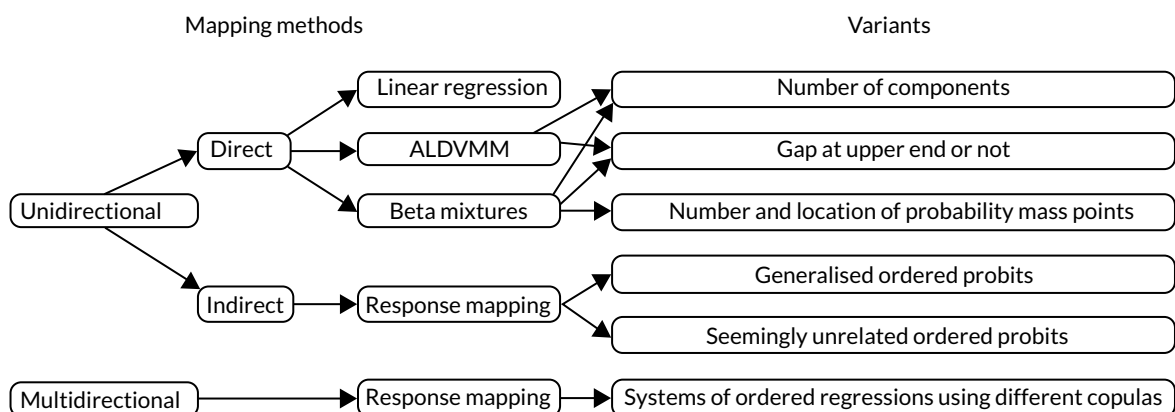 Mapping methods
Variants
Linear regression
Number of components
Direct
ALDVMM
Gap at upper end or not
Unidirectional
Beta mixtures
Number and location of probability mass points
Generalised ordered probits
Indirect
Response mapping
Seemingly unrelated ordered probits
Multidirectional
Response mapping
Systems of ordered regressions using different copulas